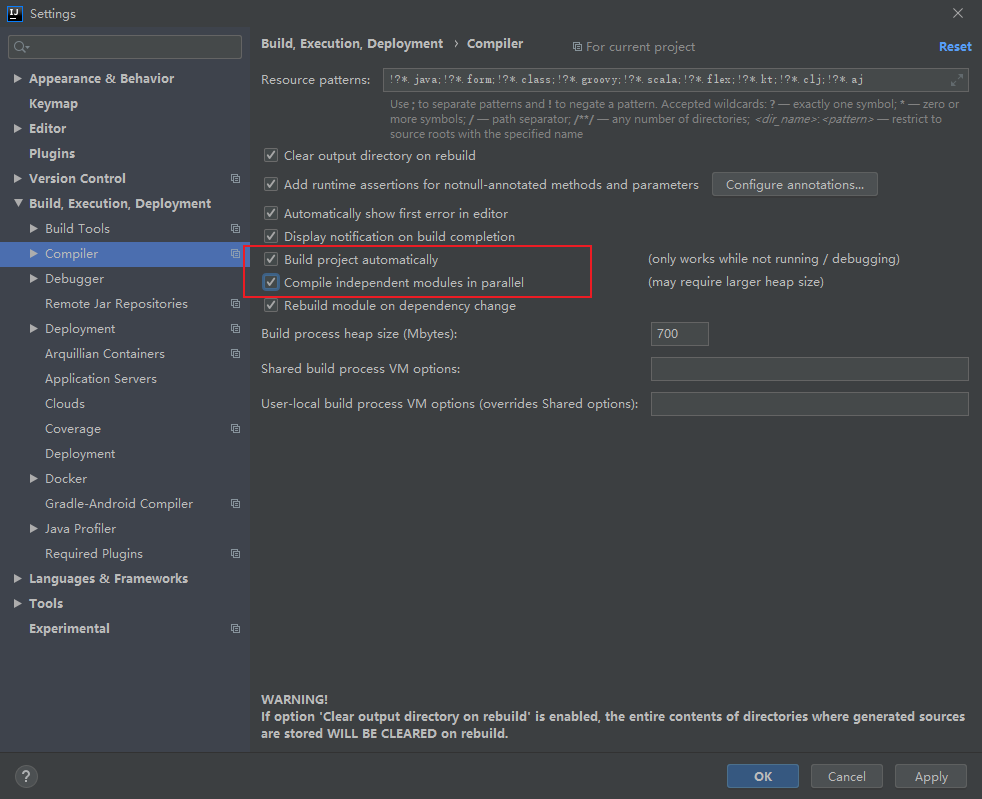 Settings
Build, Execution, Deployment › Compiler
For current project
Reset
Appearance & Behavior
Keymap
Editor
Plugins
Version Control
Build, Execution, Deployment
Build Tools
Compiler
Debugger
Remote Jar Repositories
Deployment
Arquillian Containers
Application Servers
Clouds
Coverage
Deployment
Docker
Gradle-Android Compiler
Java Profiler
Required Plugins
Languages & Frameworks
Tools
Experimental
Resource patterns:
!?*.java;!?*.form;!?*.class;!?*.groovy;!?*.scala;!?*.flex;!?*.kt;!?*.clj;!?*.aj
Use ; to separate patterns and ! to negate a pattern. Accepted wildcards: ? — exactly one symbol; * — zero or
more symbols; / — path separator; /**/ — any number of directories; <dir_name>:<pattern> — restrict to
source roots with the specified name
Clear output directory on rebuild
Add runtime assertions for notnull-annotated methods and parameters
Configure annotations...
Automatically show first error in editor
Display notification on build completion
Build project automatically
(only works while not running / debugging)
Compile independent modules in parallel
(may require larger heap size)
Rebuild module on dependency change
Build process heap size (Mbytes):
700
Shared build process VM options:
User-local build process VM options (overrides Shared options):
WARNING!
If option 'Clear output directory on rebuild' is enabled, the entire contents of directories where generated sources
are stored WILL BE CLEARED on rebuild.
?
OK
Cancel
Apply